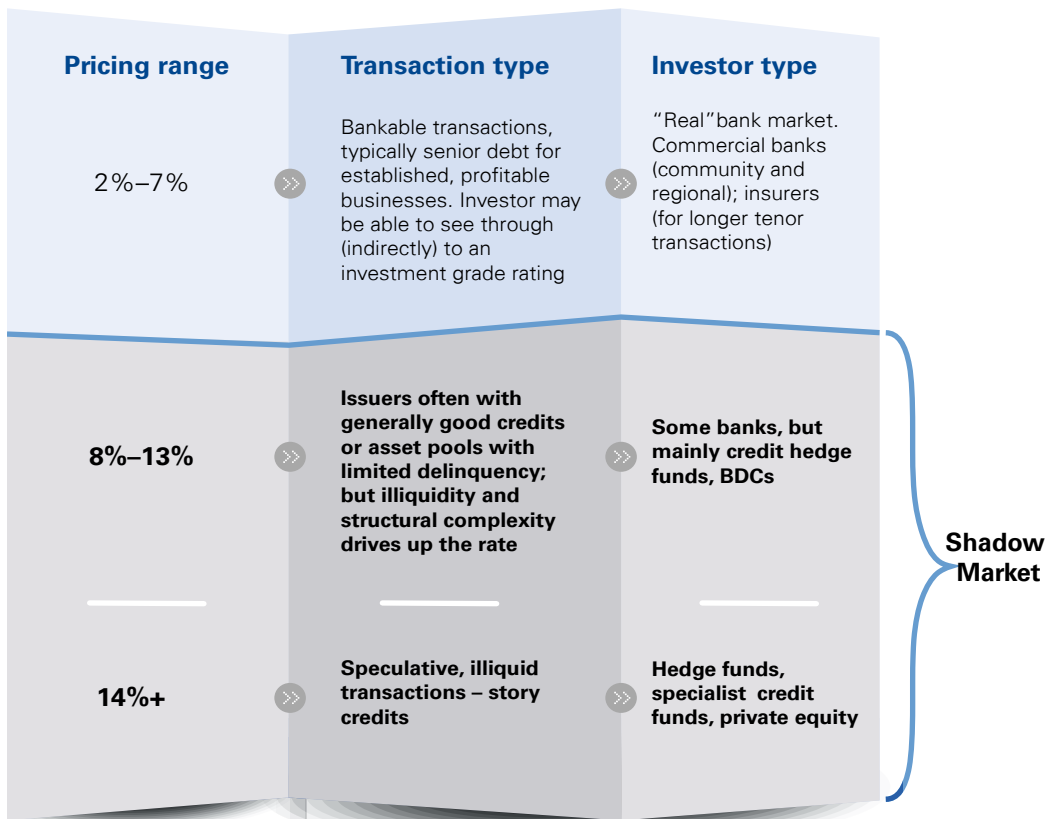 Pricing range
Transaction type
Investor type
2%–7%
Bankable transactions,
typically senior debt for
established, profitable
businesses. Investor may
be able to see through
(indirectly) to an
investment grade rating
“Real”bank market.
Commercial banks
(community and
regional); insurers
(for longer tenor
transactions)
8%–13%
Issuers often with
generally good credits
or asset pools with
limited delinquency;
but illiquidity and
structural complexity
drives up the rate
Some banks, but
mainly credit hedge
funds, BDCs
14%+
Speculative, illiquid
transactions – story
credits
Hedge funds,
specialist credit
funds, private equity
Shadow
Market